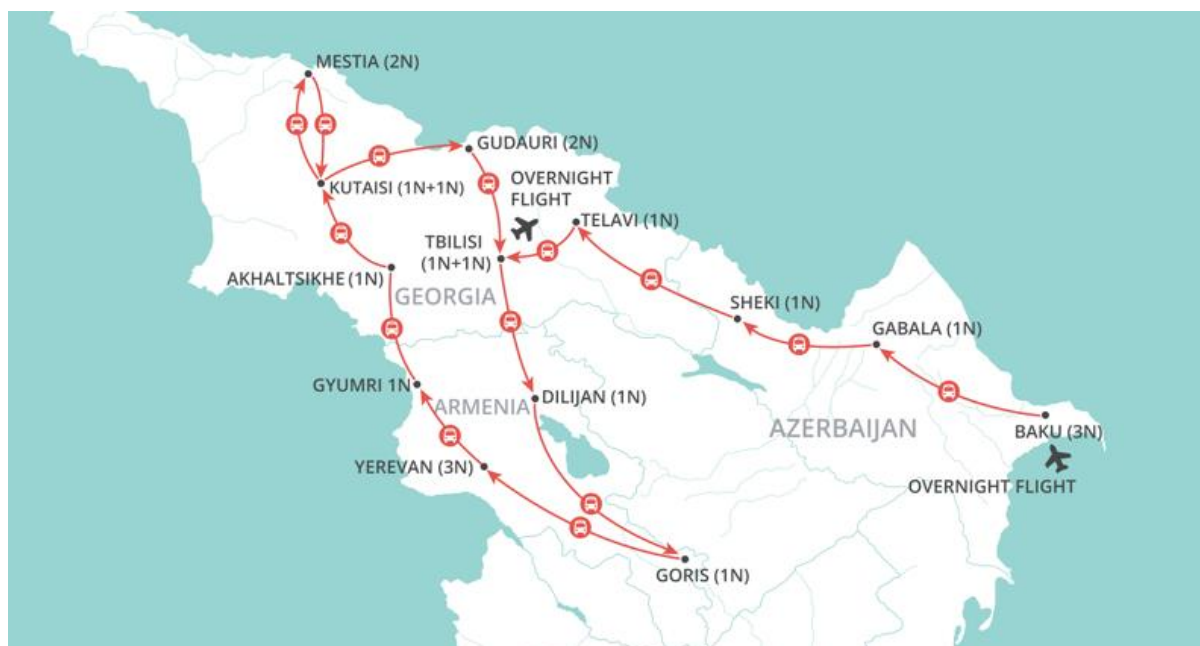 MESTIA (2N)
GUDAURI (2N)
OVERNIGHT
FLIGHT
KUTAISI (1N+1N)
TELAVI (1N)
TBILISI
(1N+1N)
AKHALTSIKHE (1N)
GEORGIA
SHEKI (1N)
GABALA (1N)
GYUMRI 1N
ARMENIA
DILIJAN (1N)
AZERBAIJAN
BAKU (3N)
YEREVAN (3N)
OVERNIGHT FLIGHT
GORIS (1N)